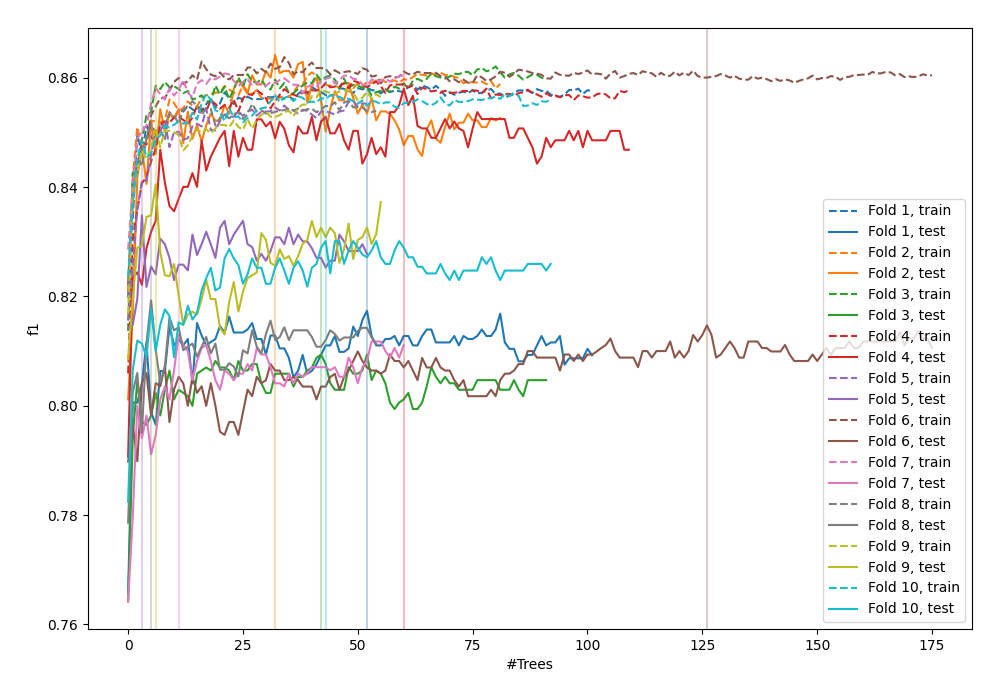 f1
0.86
0.84
0.82
0.80
0.78
0.76
0
25
50
75
100
125
150
175
#Trees
Fold 1, train
Fold 1, test
Fold 2, train
Fold 2, test
Fold 3, train
Fold 3, test
Fold 4, train
Fold 4, test
Fold 5, train
Fold 5, test
Fold 6, train
Fold 6, test
Fold 7, train
Fold 7, test
Fold 8, train
Fold 8, test
Fold 9, train
Fold 9, test
Fold 10, train
Fold 10, test